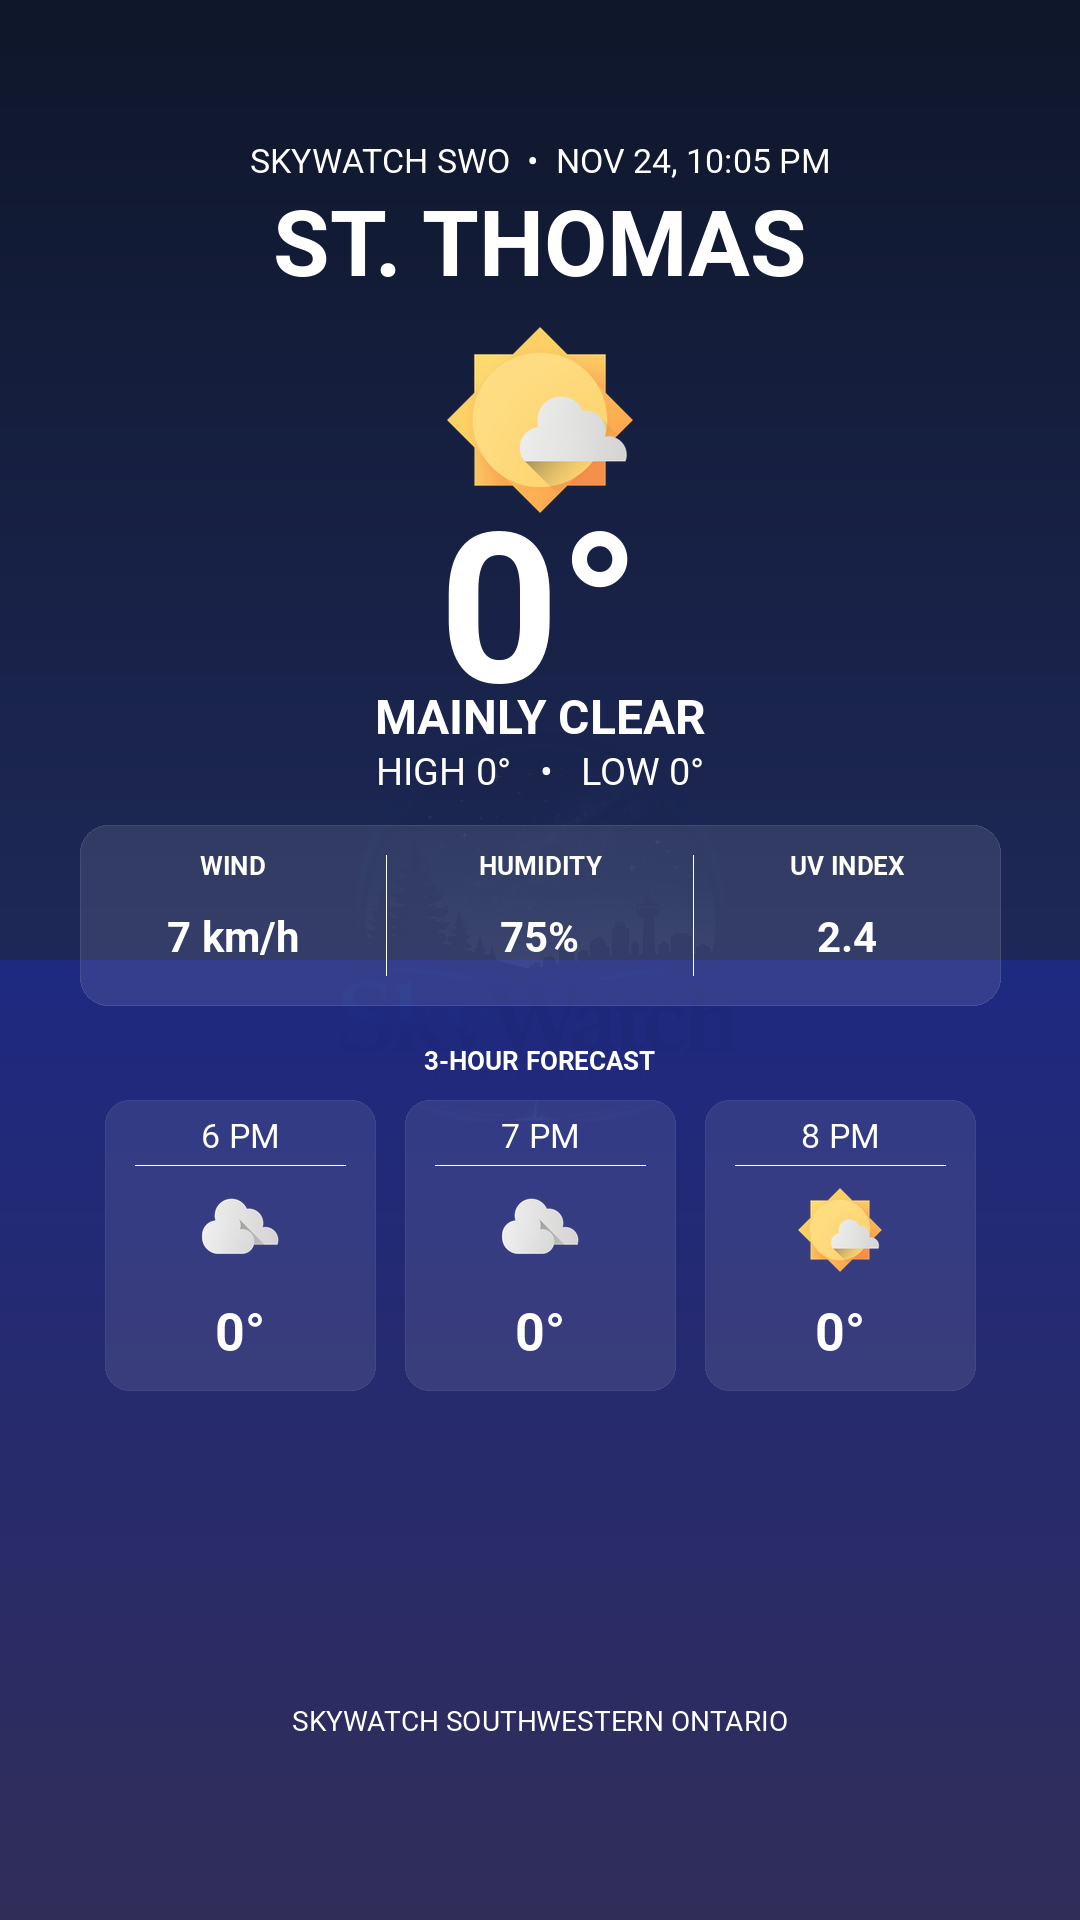 SKYWATCH SWO • NOV 24, 10:05 PM
ST. THOMAS
0°
MAINLY CLEAR
HIGH 0° • LOW 0°
WIND HUMIDITY UV INDEX
7 km/h 75% 2.4
SkyWatch
3-HOUR FORECAST
6 PM 7 PM 8 PM
0° 0° 0°
SKYWATCH SOUTHWESTERN ONTARIO